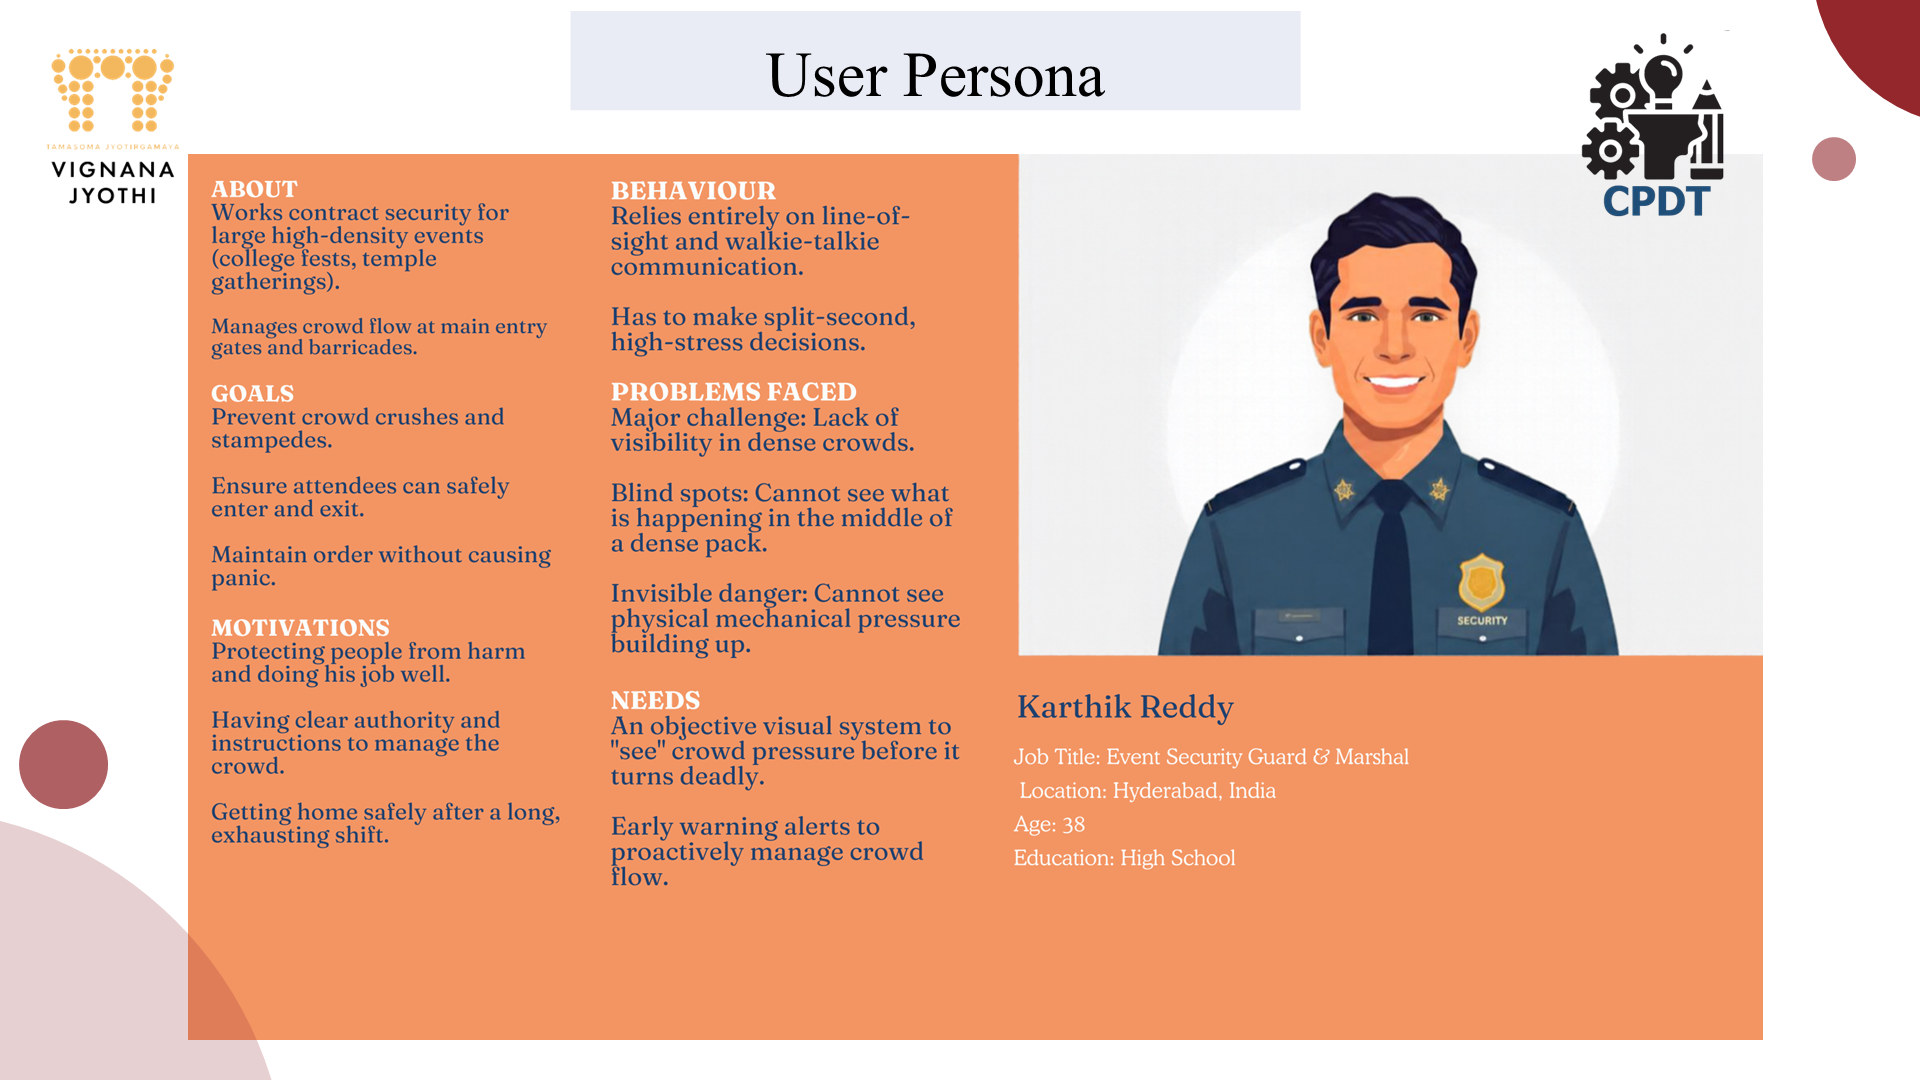 User Persona
TAMASOMA JYOTIRGAMAYA
VIGNANA
JYOTHI
CPDT
ABOUT
Works contract security for
large high-density events
(college fests, temple
gatherings).
Manages crowd flow at main entry
gates and barricades.
GOALS
Prevent crowd crushes and
stampedes.
Ensure attendees can safely
enter and exit.
Maintain order without causing
panic.
MOTIVATIONS
Protecting people from harm
and doing his job well.
Having clear authority and
instructions to manage the
crowd.
Getting home safely after a long,
exhausting shift.
BEHAVIOUR
Relies entirely on line-of-
sight and walkie-talkie
communication.
Has to make split-second,
high-stress decisions.
PROBLEMS FACED
Major challenge: Lack of
visibility in dense crowds.
Blind spots: Cannot see what
is happening in the middle of
a dense pack.
Invisible danger: Cannot see
physical mechanical pressure
building up.
NEEDS
An objective visual system to
"see" crowd pressure before it
turns deadly.
Early warning alerts to
proactively manage crowd
flow.
SECURITY
Karthik Reddy
Job Title: Event Security Guard & Marshal
Location: Hyderabad, India
Age: 38
Education: High School